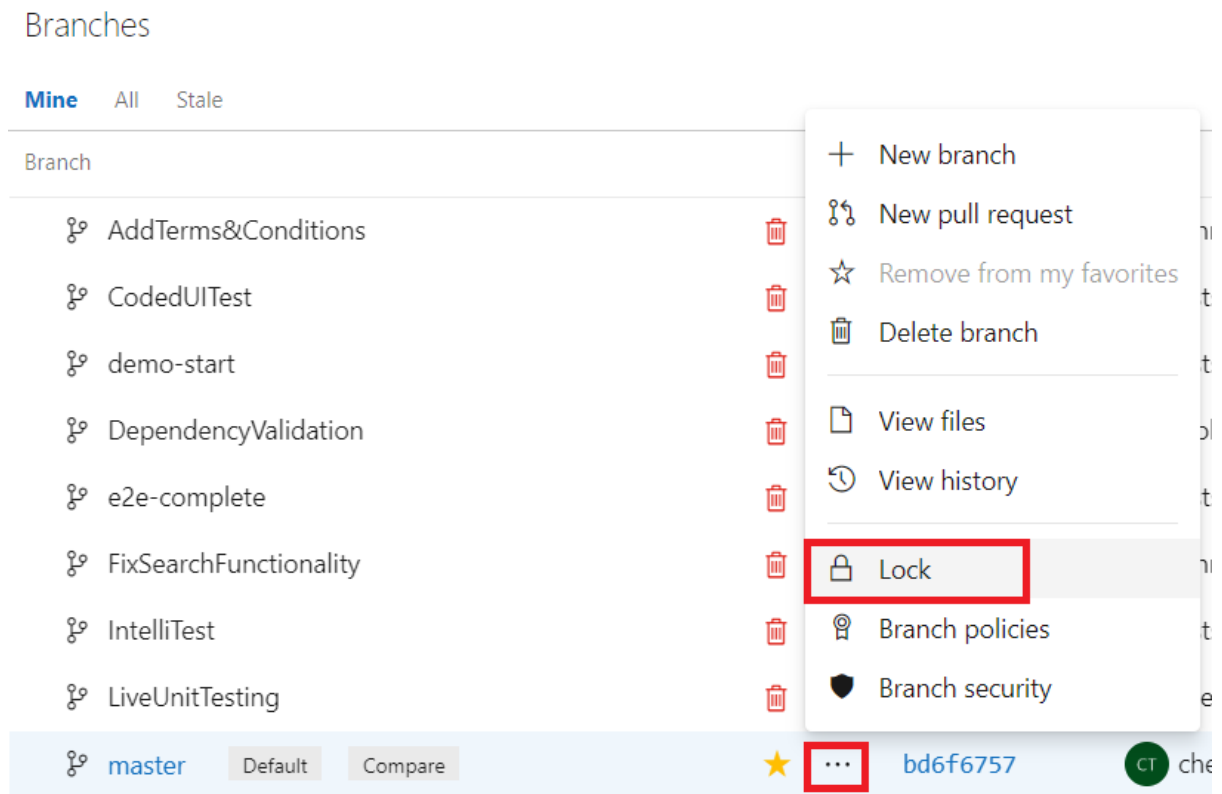 Branches
Mine All Stale
Branch
New branch
New pull request
Remove from my favorites
Delete branch
View files
View history
Lock
Branch policies
Branch security
AddTerms&Conditions
CodedUITest
demo-start
DependencyValidation
e2e-complete
FixSearchFunctionality
IntelliTest
LiveUnitTesting
master Default Compare ... bd6f6757 CT che